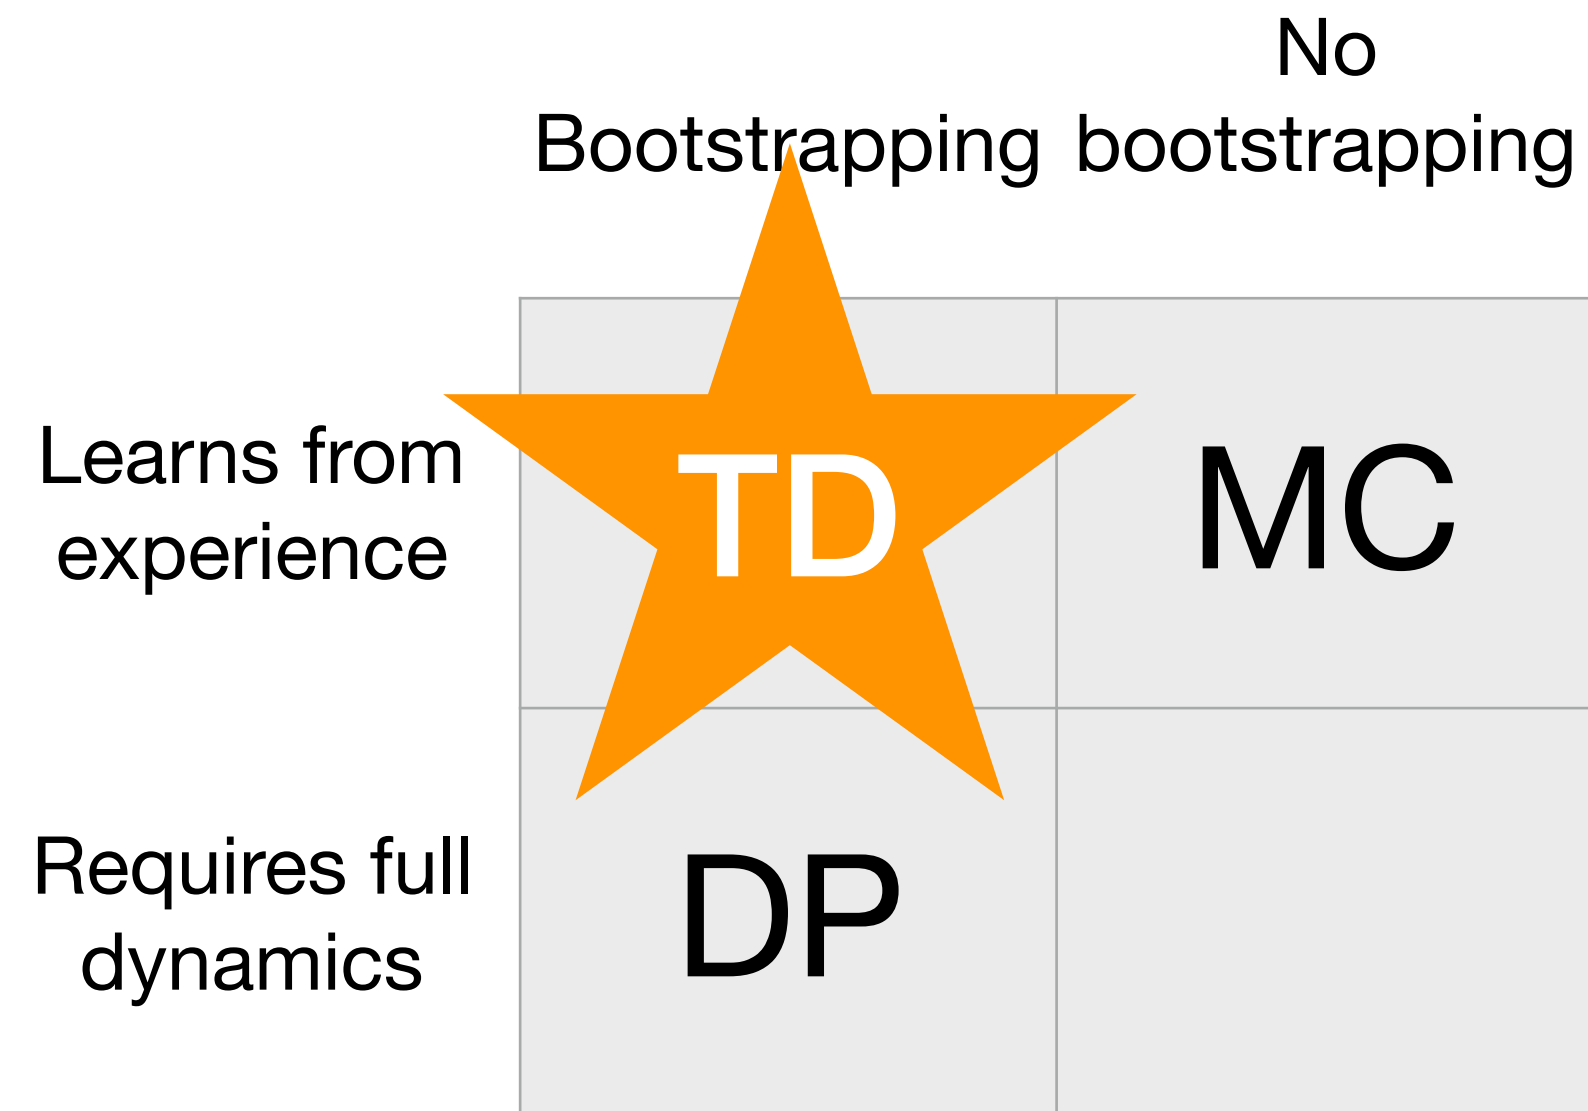 No
Bootstrapping bootstrapping
Learns from
experience
TD
MC
Requires full
dynamics
DP